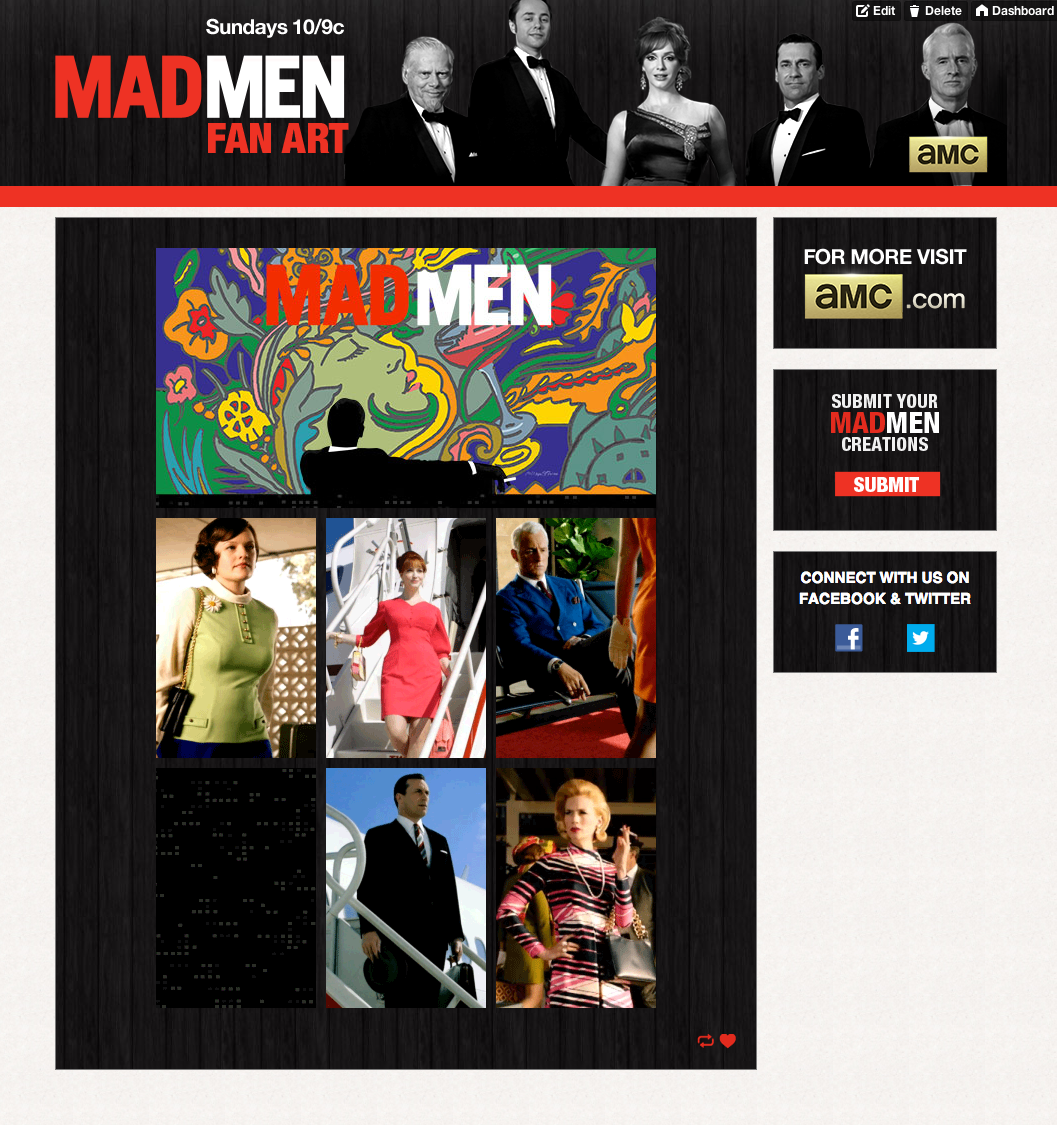 Sundays 10/9c
MADMEN
FAN ART
Edit Delete Dashboard
aMC
MADMEN
FOR MORE VISIT
aMC.com
SUBMIT YOUR
MADMEN
CREATIONS
SUBMIT
CONNECT WITH US ON
FACEBOOK & TWITTER